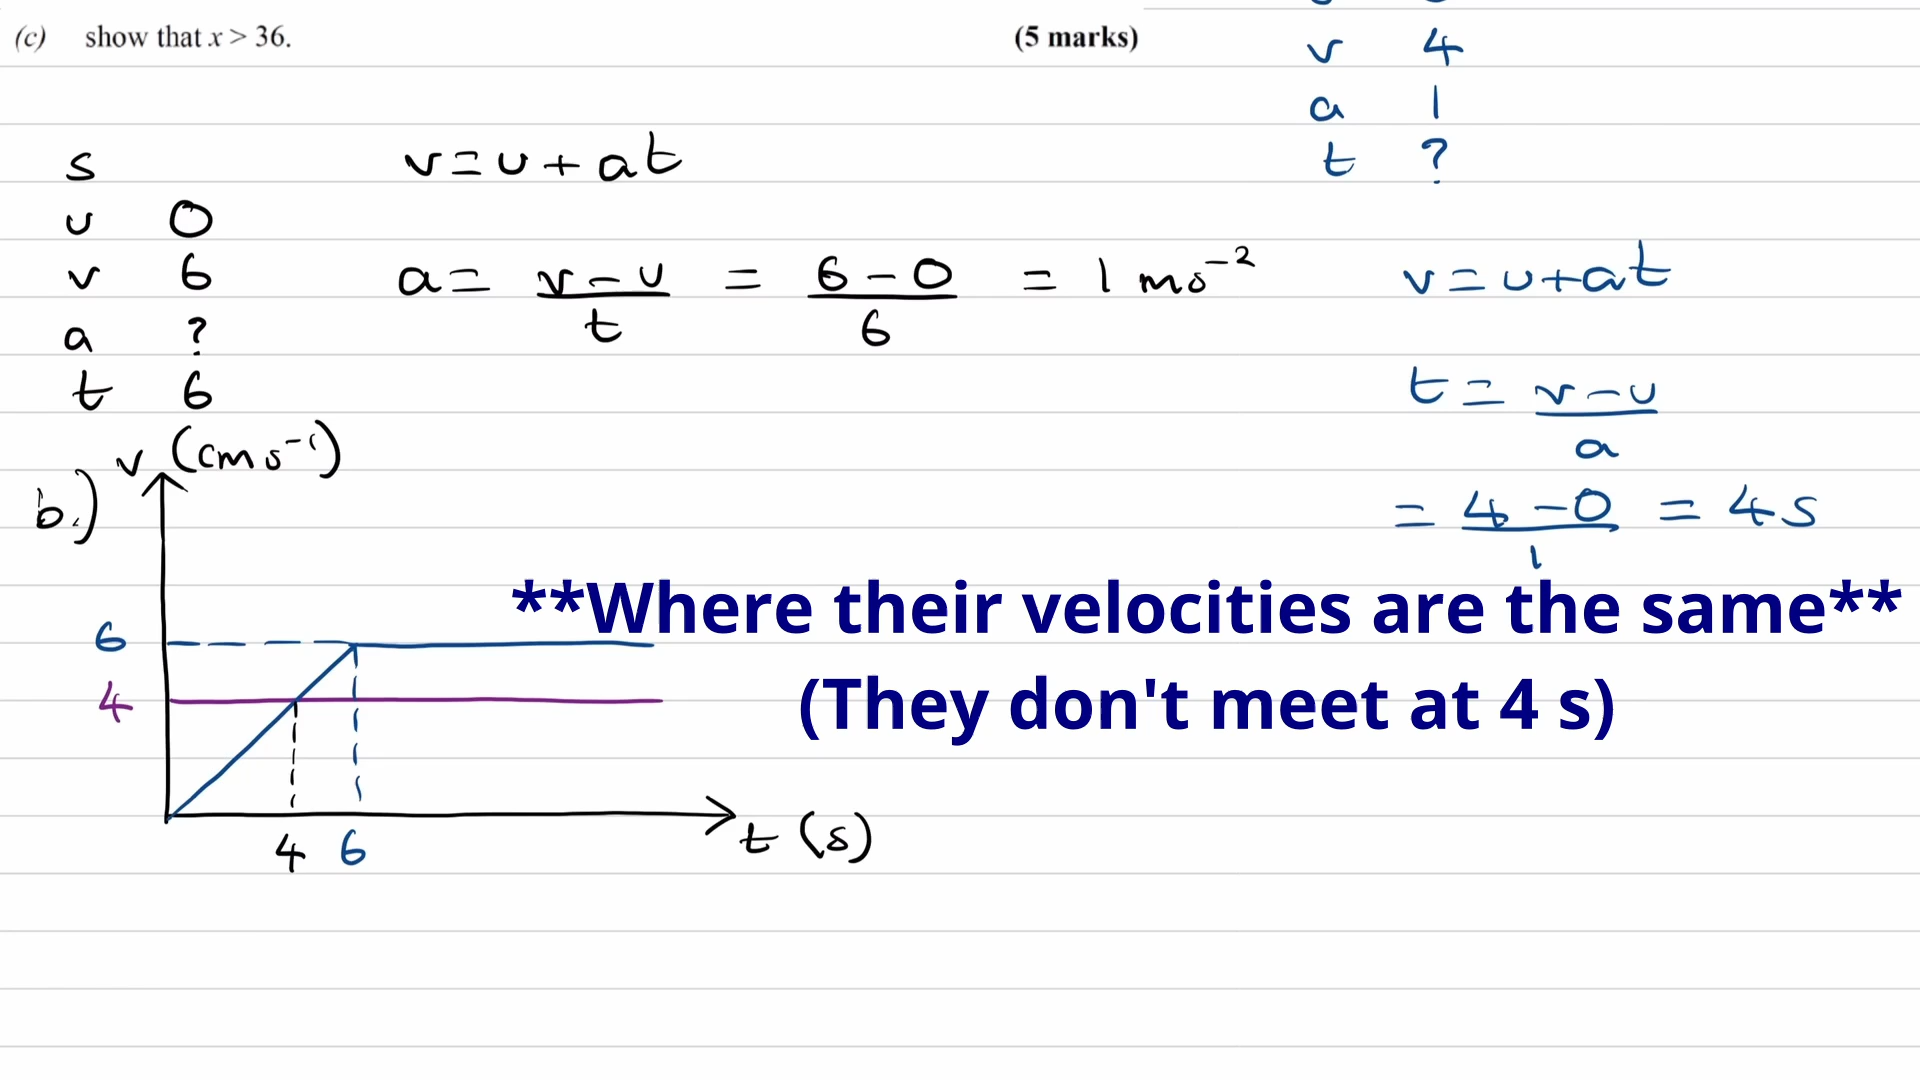 (c) show that x > 36. (5 marks)
v 4
a 1
t ?
s
u 0
v 6
a ?
t 6
v = u + at
a = v - u / t = 6 - 0 / 6 = 1 ms⁻²
v = u + at
t = v - u / a
= 4 - 0 / 1 = 4 s
b.)
v (cms⁻¹)
6
4
4 6
t (s)
**Where their velocities are the same**
(They don't meet at 4 s)